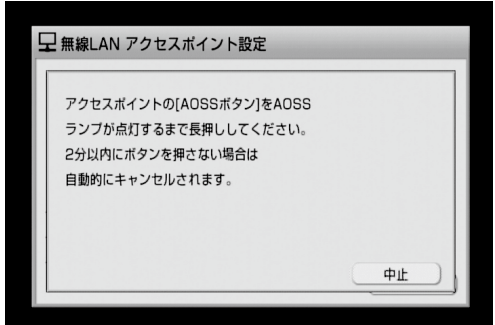 無線LAN アクセスポイント設定
アクセスポイントの[AOSSボタン]をAOSS
ランプが点灯するまで長押ししてください。
2分以内にボタンを押さない場合は
自動的にキャンセルされます。
中止